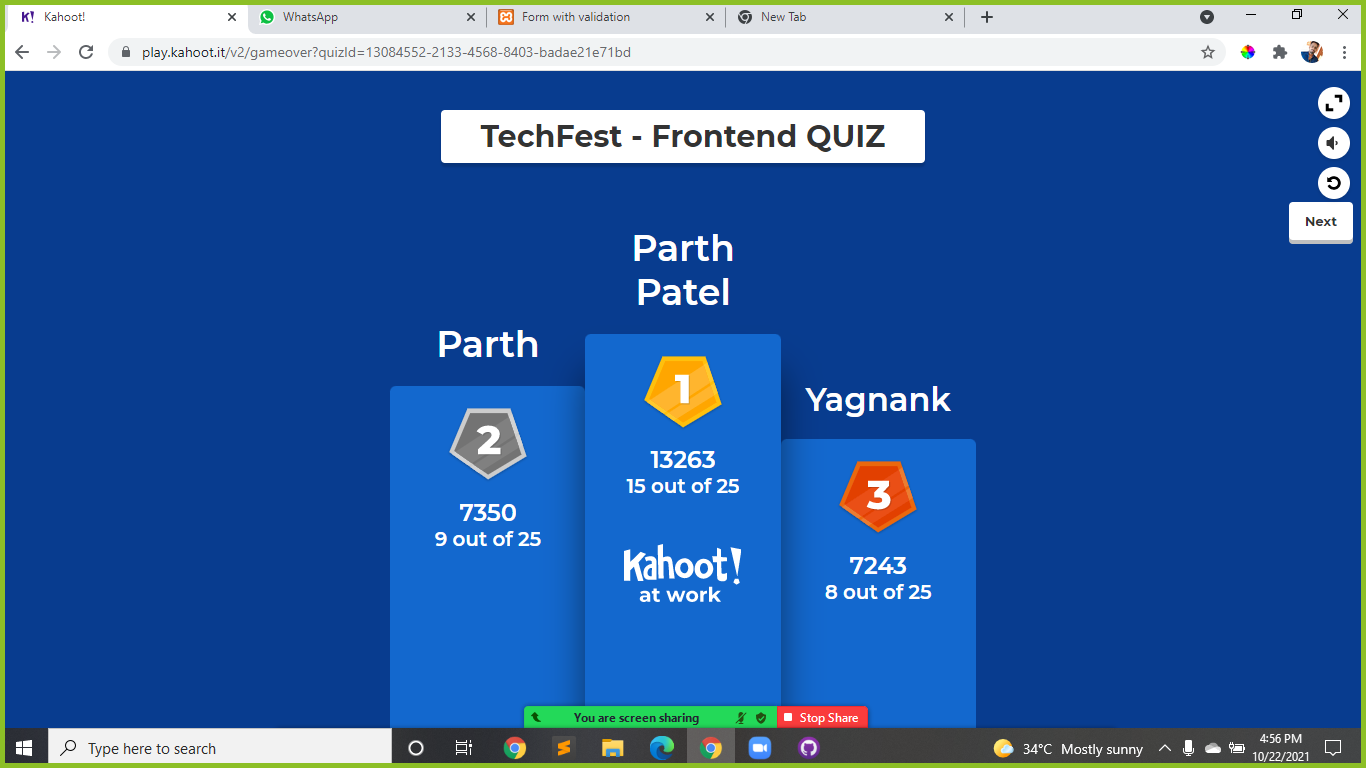 Kahoot!
WhatsApp
Form with validation
New Tab
play.kahoot.it/v2/gameover?quizId=13084552-2133-4568-8403-badae21e71bd
TechFest - Frontend QUIZ
Next
Parth
Patel
Parth
Yagnank
1
2
3
13263
15 out of 25
7350
9 out of 25
7243
8 out of 25
Kahoot!
at work
You are screen sharing
Stop Share
Type here to search
34°C Mostly sunny
4:56 PM
10/22/2021